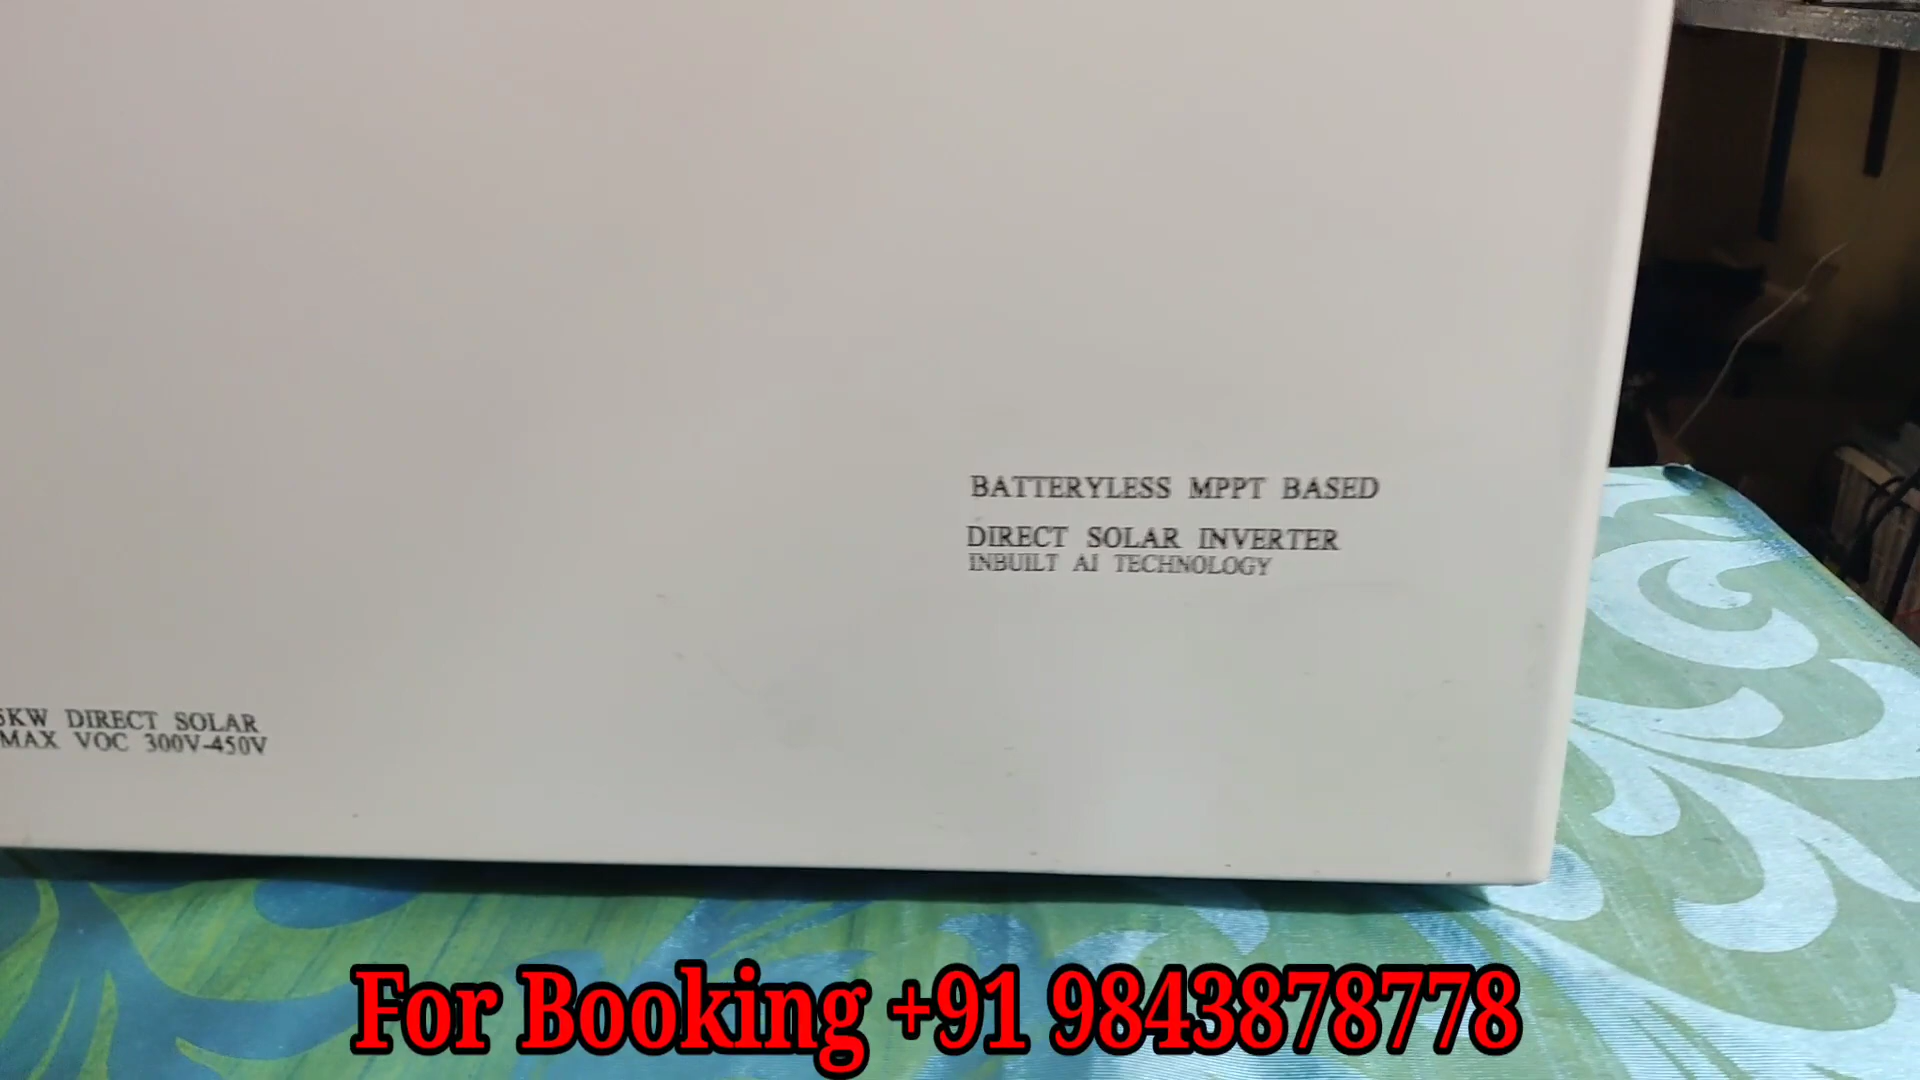 BATTERYLESS MPPT BASED
DIRECT SOLAR INVERTER
INBUILT AI TECHNOLOGY
5KW DIRECT SOLAR
MAX VOC 300V-450V
For Booking +91 9843878778